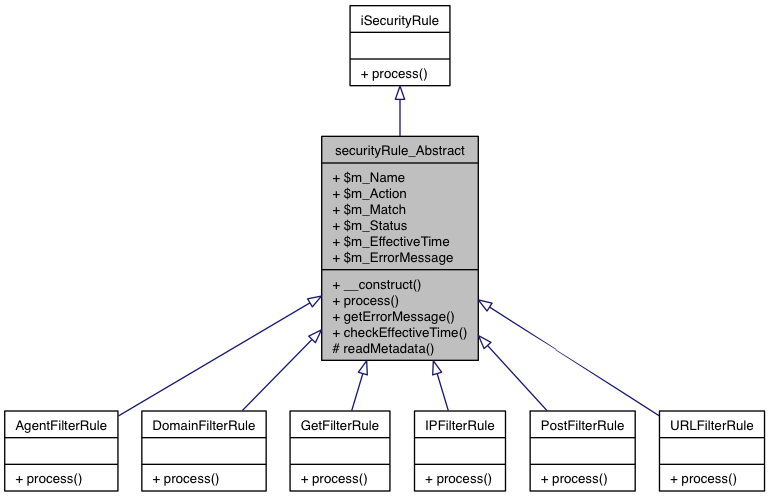 iSecurityRule
+ process()
securityRule_Abstract
+ $m_Name
+ $m_Action
+ $m_Match
+ $m_Status
+ $m_EffectiveTime
+ $m_ErrorMessage
+ __construct()
+ process()
+ getErrorMessage()
+ checkEffectiveTime()
# readMetadata()
AgentFilterRule
+ process()
DomainFilterRule
+ process()
GetFilterRule
+ process()
IPFilterRule
+ process()
PostFilterRule
+ process()
URLFilterRule
+ process()